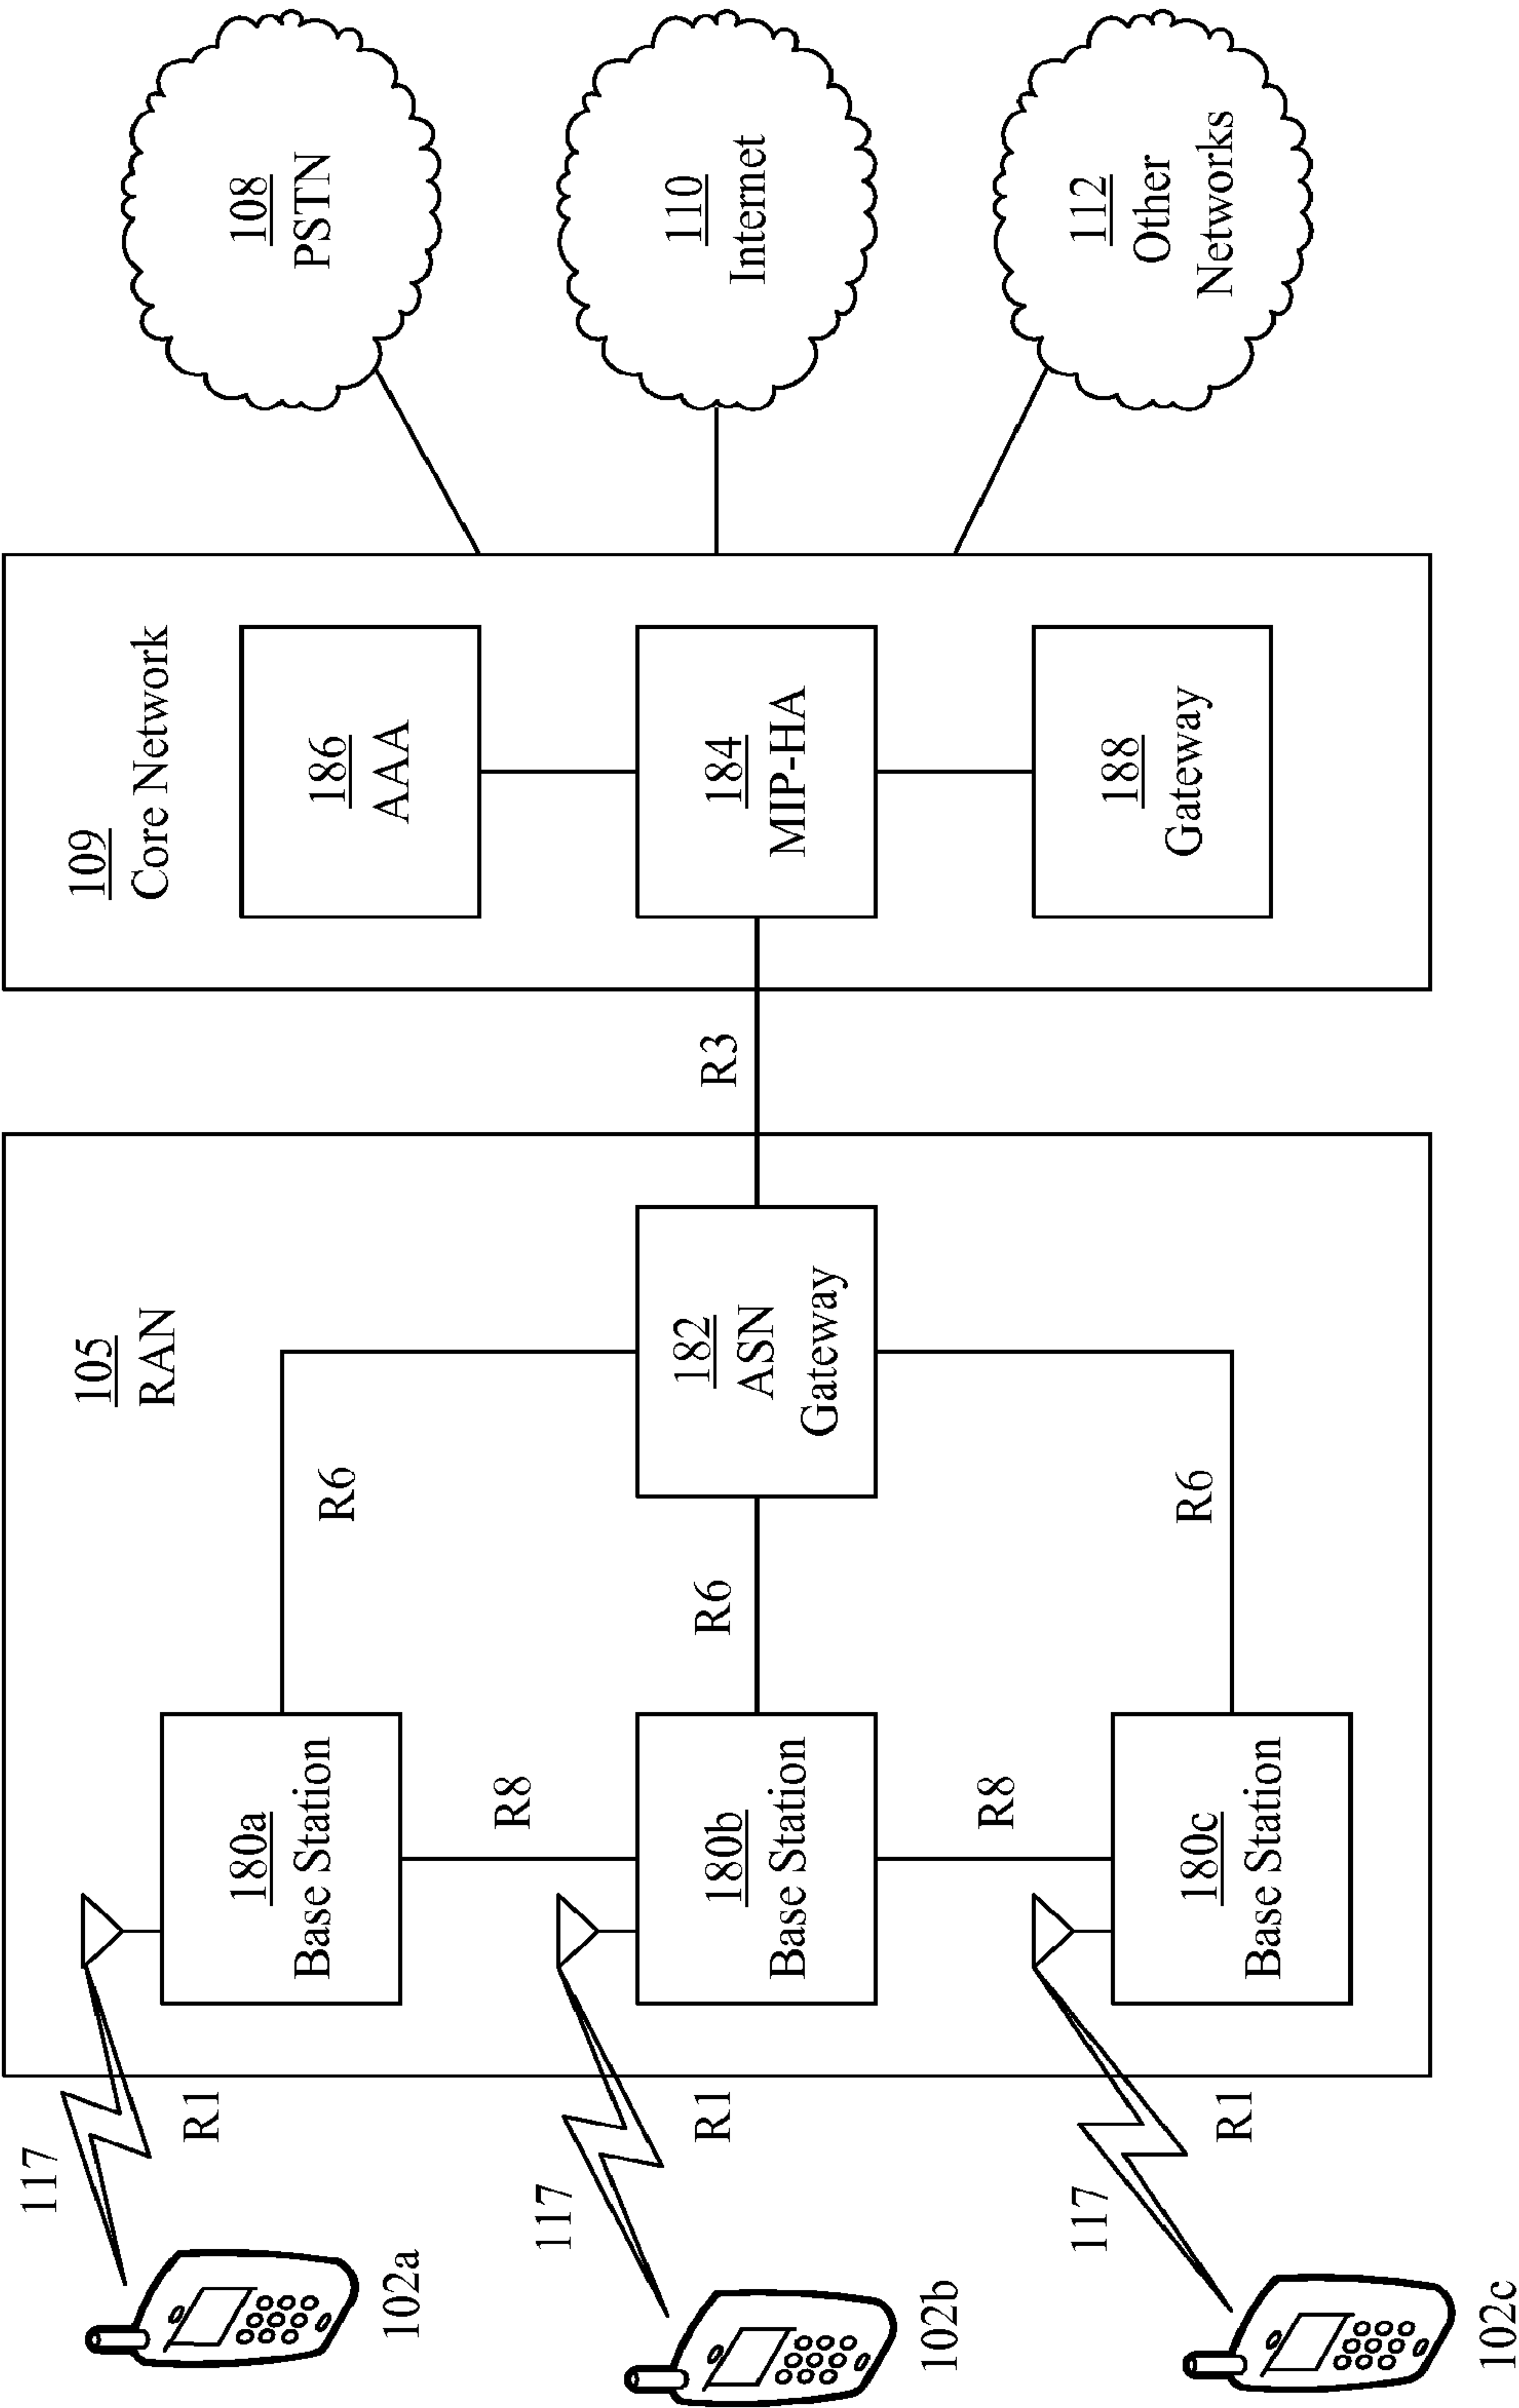 117
R1
102a
117
R1
102b
117
R1
102c
105
RAN
180a
Base Station
R8
180b
Base Station
R8
180c
Base Station
R6
R6
R6
182
ASN
Gateway
R3
109
Core Network
186
AAA
184
MIP-HA
188
Gateway
108
PSTN
110
Internet
112
Other
Networks